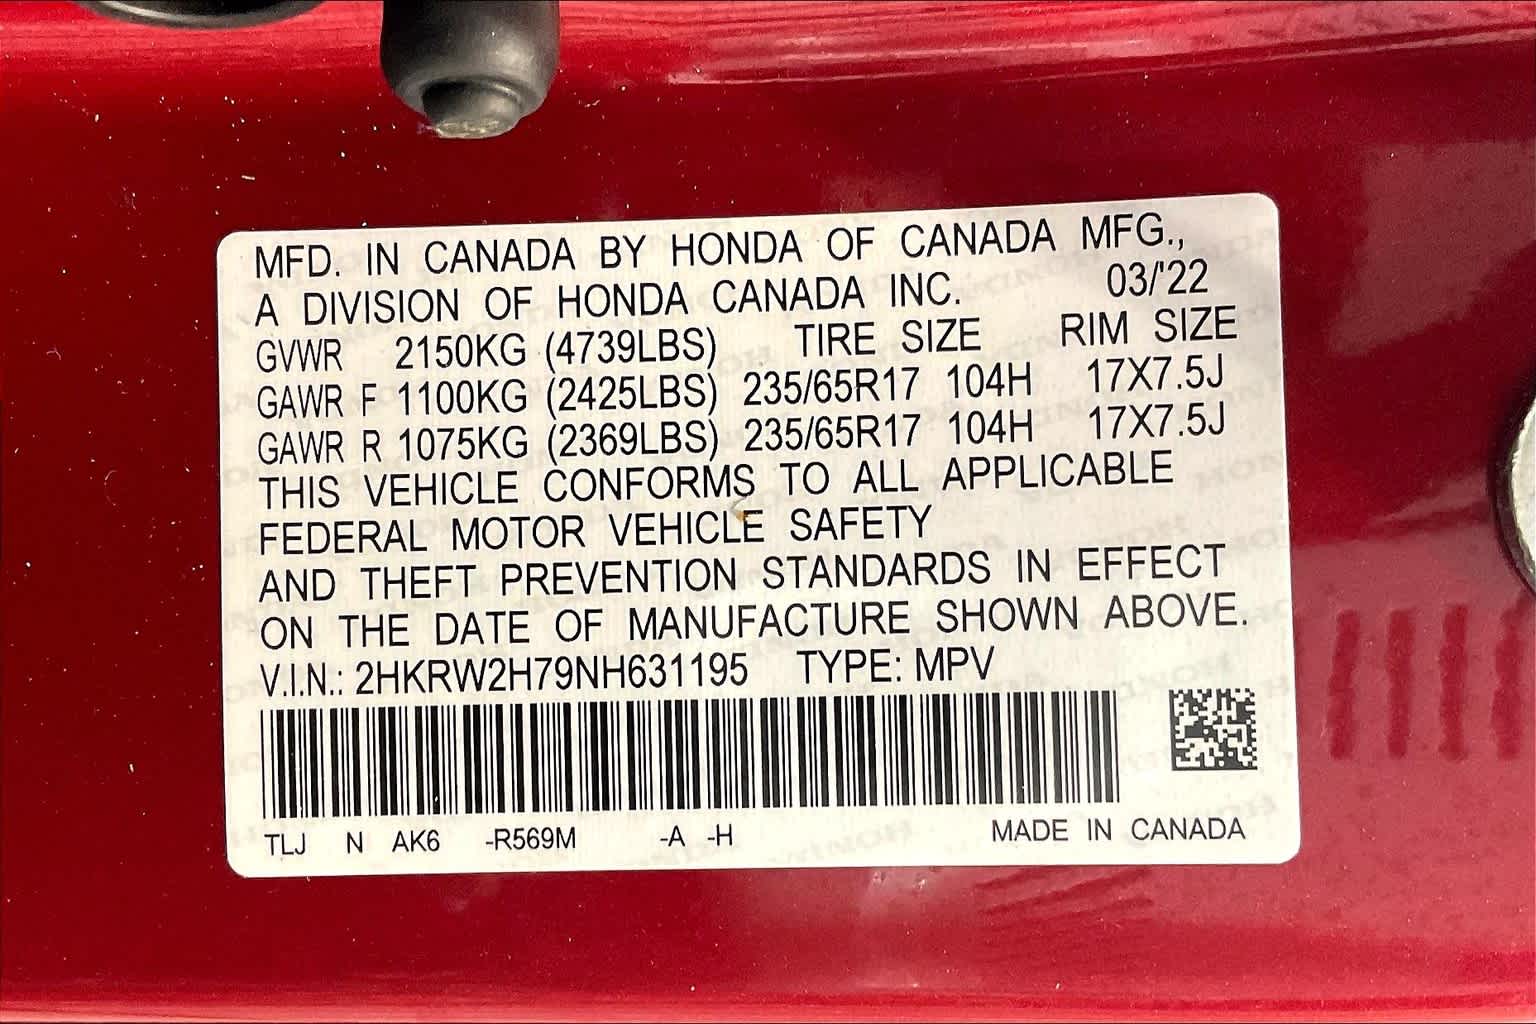 MFD. IN CANADA BY HONDA OF CANADA MFG.,
A DIVISION OF HONDA CANADA INC. 03/'22
GVWR 2150KG (4739LBS) TIRE SIZE RIM SIZE
GAWR F 1100KG (2425LBS) 235/65R17 104H 17X7.5J
GAWR R 1075KG (2369LBS) 235/65R17 104H 17X7.5J
THIS VEHICLE CONFORMS TO ALL APPLICABLE
FEDERAL MOTOR VEHICLE SAFETY
AND THEFT PREVENTION STANDARDS IN EFFECT
ON THE DATE OF MANUFACTURE SHOWN ABOVE.
V.I.N.: 2HKRW2H79NH631195 TYPE: MPV
TLJ N AK6 -R569M -A -H MADE IN CANADA